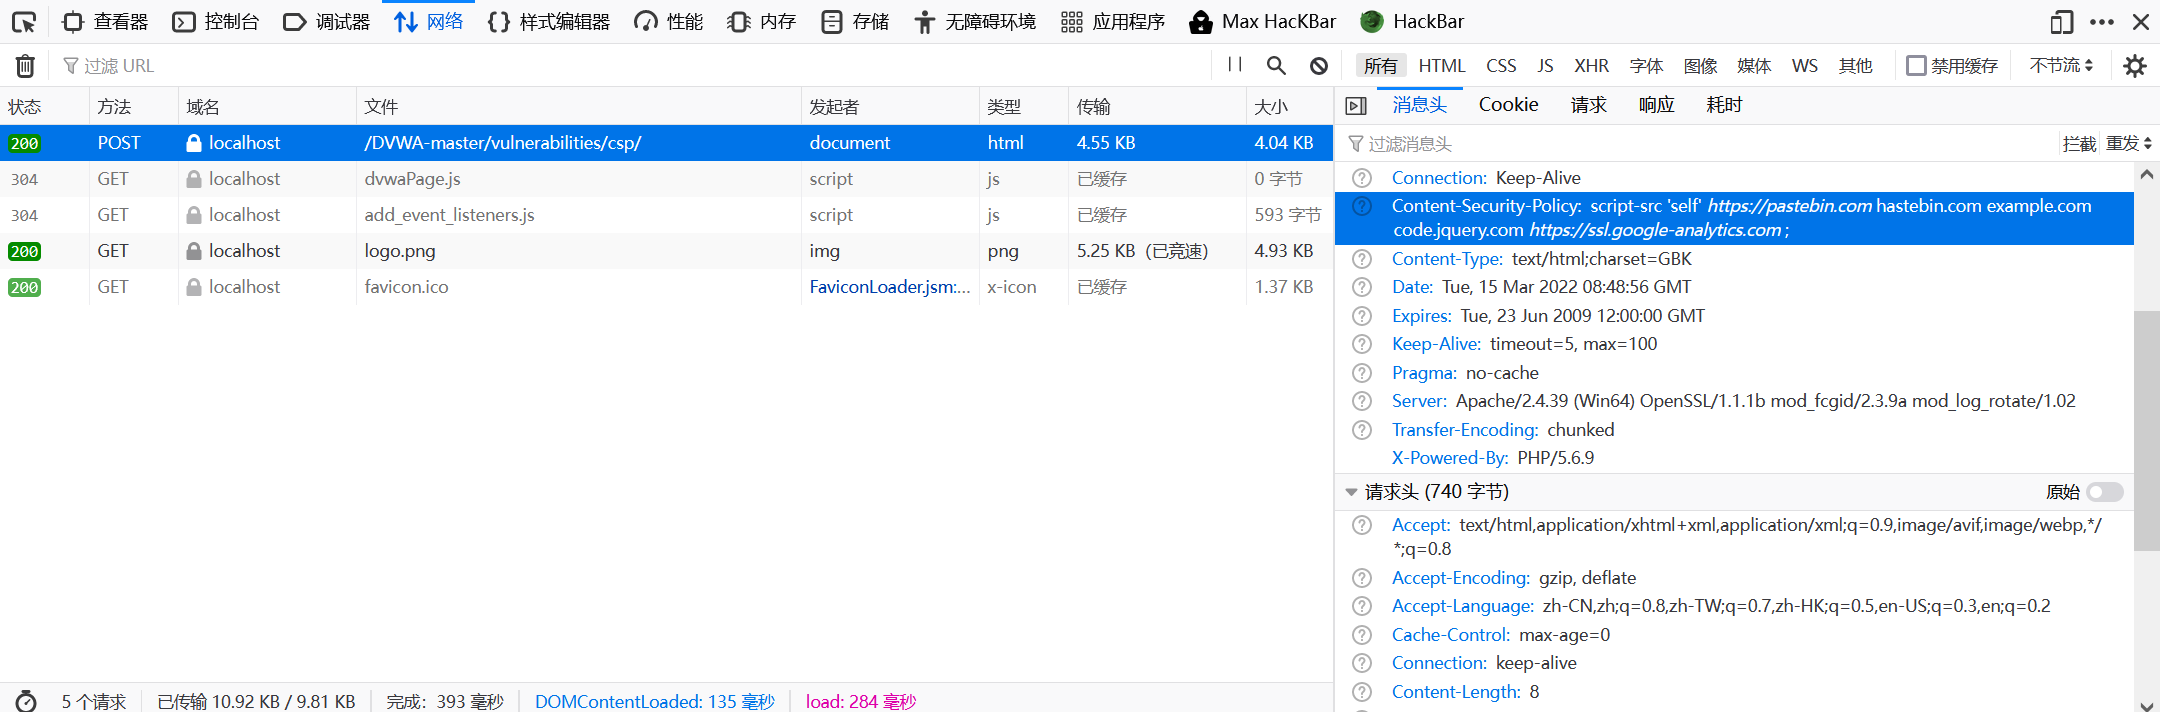 查看器 控制台 调试器 网络 样式编辑器 性能 内存 存储 无障碍环境 应用程序 Max HacKBar HackBar
过滤 URL 所有 HTML CSS JS XHR 字体 图像 媒体 WS 其他 禁用缓存 不节流
状态 方法 域名 文件 发起者 类型 传输 大小
200 POST localhost /DVWA-master/vulnerabilities/csp/ document html 4.55 KB 4.04 KB
304 GET localhost dvwaPage.js script js 已缓存 0 字节
304 GET localhost add_event_listeners.js script js 已缓存 593 字节
200 GET localhost logo.png img png 5.25 KB (已竞速) 4.93 KB
200 GET localhost favicon.ico FaviconLoader.jsm:... x-icon 已缓存 1.37 KB
5 个请求 已传输 10.92 KB / 9.81 KB 完成：393 毫秒 DOMContentLoaded: 135 毫秒 load: 284 毫秒
消息头 Cookie 请求 响应 耗时
过滤消息头 拦截 重发
Connection: Keep-Alive
Content-Security-Policy: script-src 'self' https://pastebin.com hastebin.com example.com
code.jquery.com https://ssl.google-analytics.com ;
Content-Type: text/html;charset=GBK
Date: Tue, 15 Mar 2022 08:48:56 GMT
Expires: Tue, 23 Jun 2009 12:00:00 GMT
Keep-Alive: timeout=5, max=100
Pragma: no-cache
Server: Apache/2.4.39 (Win64) OpenSSL/1.1.1b mod_fcgid/2.3.9a mod_log_rotate/1.02
Transfer-Encoding: chunked
X-Powered-By: PHP/5.6.9
请求头 (740 字节) 原始
Accept: text/html,application/xhtml+xml,application/xml;q=0.9,image/avif,image/webp,*/
*;q=0.8
Accept-Encoding: gzip, deflate
Accept-Language: zh-CN,zh;q=0.8,zh-TW;q=0.7,zh-HK;q=0.5,en-US;q=0.3,en;q=0.2
Cache-Control: max-age=0
Connection: keep-alive
Content-Length: 8